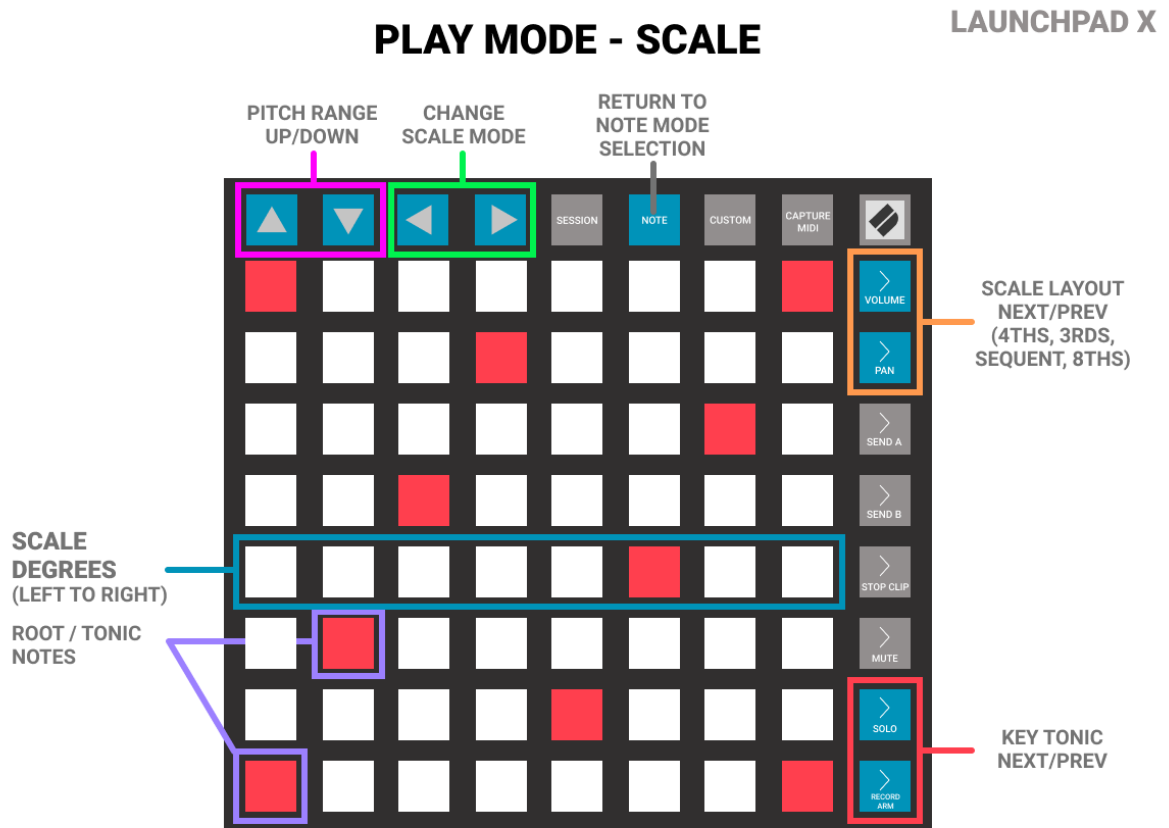 PLAY MODE - SCALE
LAUNCHPAD X
PITCH RANGE
UP/DOWN
CHANGE
SCALE MODE
RETURN TO
NOTE MODE
SELECTION
SESSION
NOTE
CUSTOM
CAPTURE
MIDI
VOLUME
PAN
SCALE LAYOUT
NEXT/PREV
(4THS, 3RDS,
SEQUENT, 8THS)
SEND A
SEND B
SCALE
DEGREES
(LEFT TO RIGHT)
STOP CLIP
ROOT / TONIC
NOTES
MUTE
SOLO
KEY TONIC
NEXT/PREV
RECORD
ARM